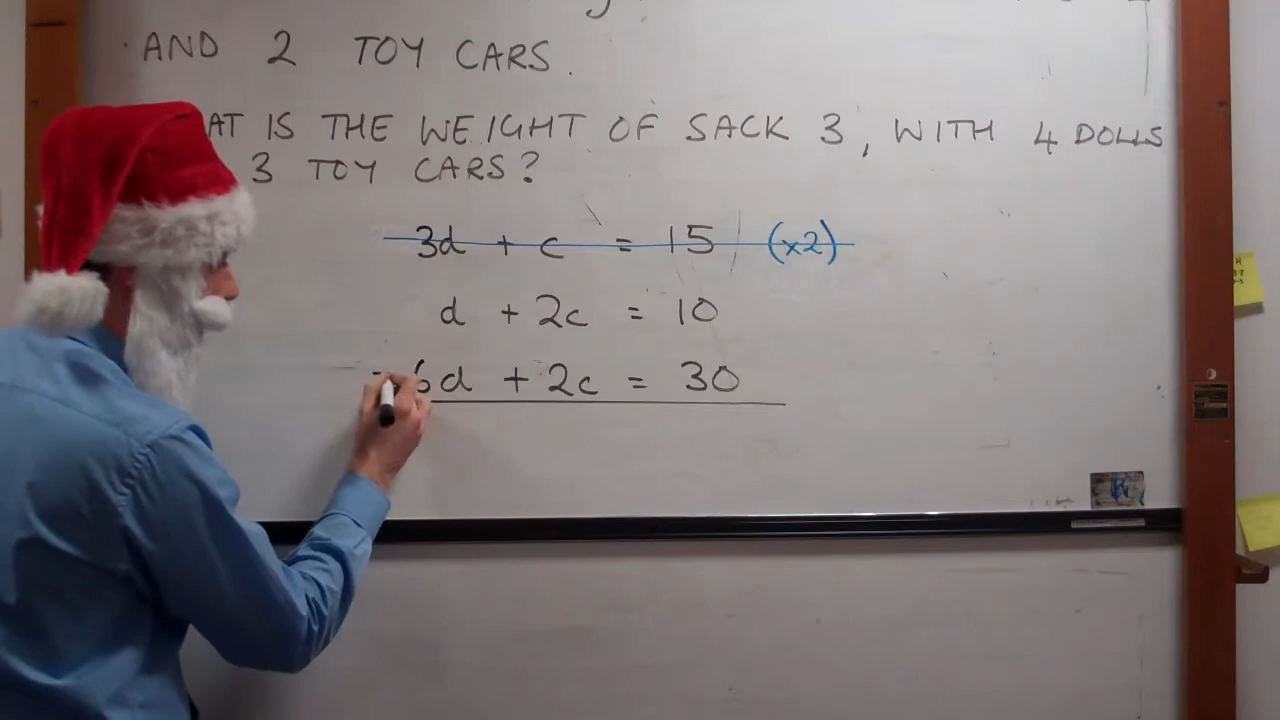 AND 2 TOY CARS.
AT IS THE WEIGHT OF SACK 3, WITH 4 DOLLS
3 TOY CARS?
3d + c = 15 (x2)
d + 2c = 10
6d + 2c = 30